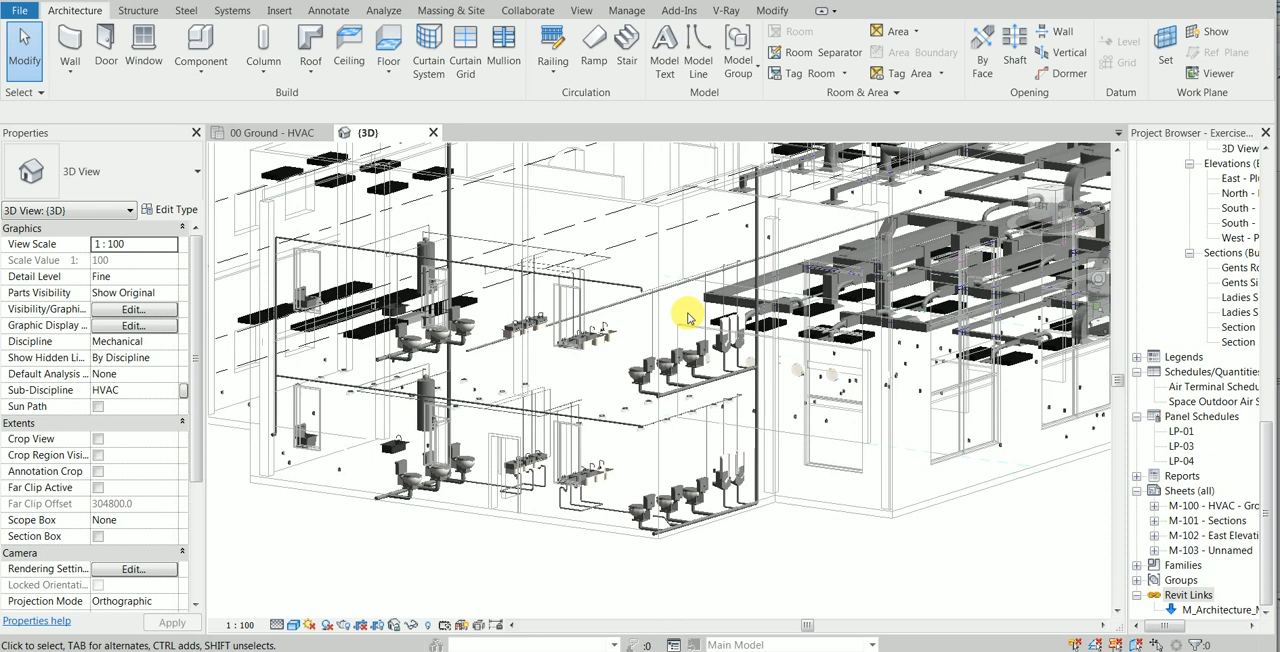 File Architecture Structure Steel Systems Insert Annotate Analyze Massing & Site Collaborate View Manage Add-Ins V-Ray Modify
Modify Wall Door Window Component Column Roof Ceiling Floor Curtain System Curtain Grid Mullion Railing Ramp Stair Model Text Model Line Model Group
Room Room Separator Tag Room Area Area Boundary Tag Area
By Face Shaft Wall Vertical Dormer Level Grid Set Show Ref Plane Viewer
Select Build Circulation Model Room & Area Opening Datum Work Plane
Properties
3D View
3D View: {3D} Edit Type
Graphics
View Scale 1 : 100
Scale Value 1: 100
Detail Level Fine
Parts Visibility Show Original
Visibility/Graphi... Edit...
Graphic Display ... Edit...
Discipline Mechanical
Show Hidden Li... By Discipline
Default Analysis ... None
Sub-Discipline HVAC
Sun Path
Extents
Crop View
Crop Region Visi...
Annotation Crop
Far Clip Active
Far Clip Offset 304800.0
Scope Box None
Section Box
Camera
Rendering Settin... Edit...
Locked Orientati...
Projection Mode Orthographic
Properties help Apply
00 Ground - HVAC {3D}
1 : 100
Project Browser - Exercise...
3D View
Elevations (E
East - Pl
North -
South -
South -
West - P
Sections (Bu
Gents R
Gents Si
Ladies S
Ladies S
Section
Section
Legends
Schedules/Quantities
Air Terminal Schedu
Space Outdoor Air S
Panel Schedules
LP-01
LP-03
LP-04
Reports
Sheets (all)
M-100 - HVAC - Gro
M-101 - Sections
M-102 - East Elevati
M-103 - Unnamed
Families
Groups
Revit Links
M_Architecture_M
Click to select, TAB for alternates, CTRL adds, SHIFT unselects. :0 Main Model :0